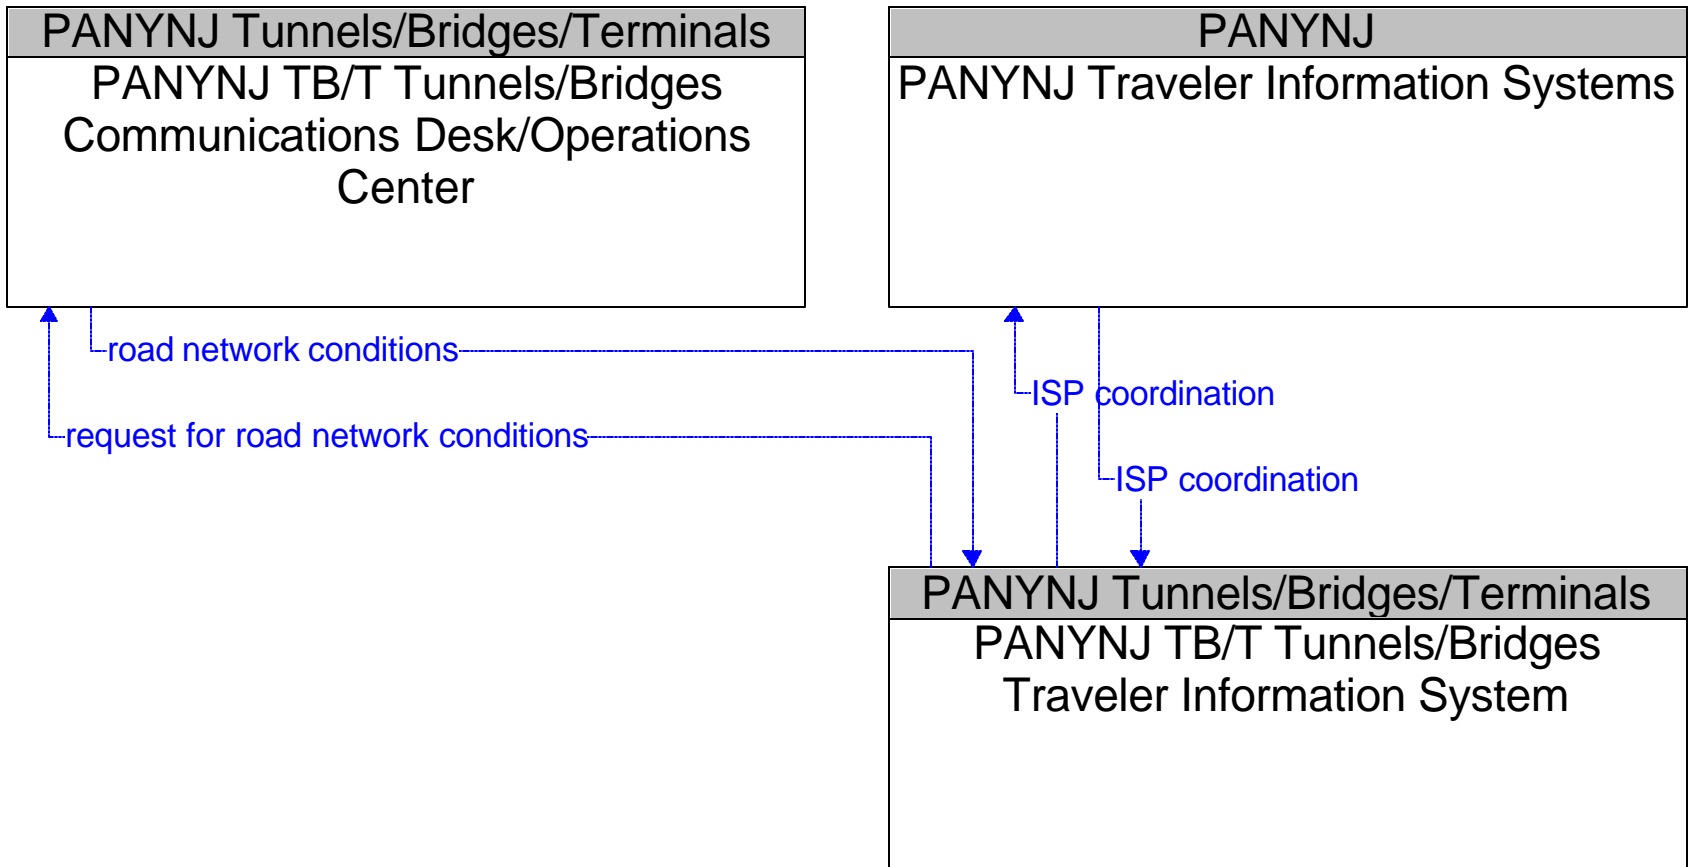 PANYNJ Tunnels/Bridges/Terminals
PANYNJ TB/T Tunnels/Bridges
Communications Desk/Operations
Center
PANYNJ
PANYNJ Traveler Information Systems
road network conditions
ISP coordination
request for road network conditions
ISP coordination
PANYNJ Tunnels/Bridges/Terminals
PANYNJ TB/T Tunnels/Bridges
Traveler Information System